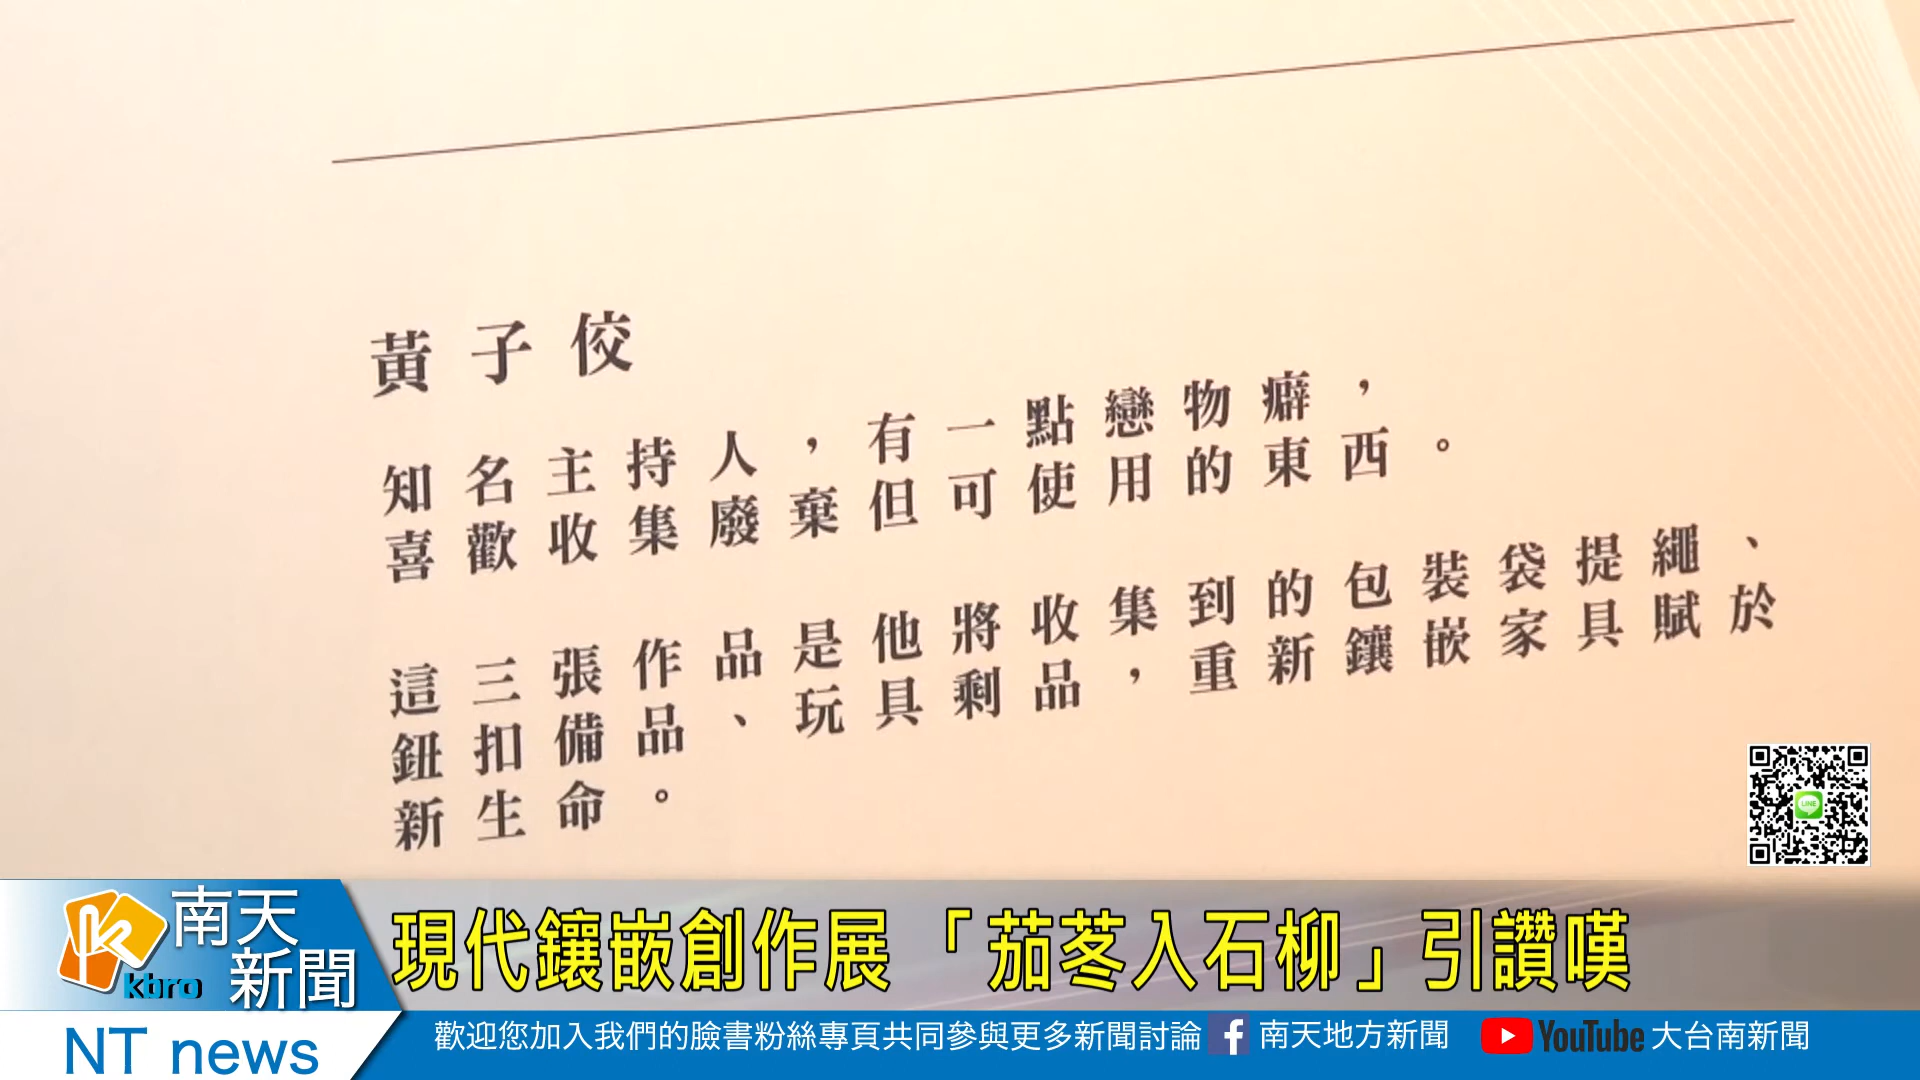 黃子佼
知名主持人，有一點戀物癖，
喜歡收集廢棄但可使用的東西。
這三張作品是他將收集到的包裝袋提繩、
鈕扣備品、玩具剩品，重新鑲嵌家具賦於
新生命。
LINE
kbro
南天
新聞
現代鑲嵌創作展「茄苳入石柳」引讚嘆
NT news
歡迎您加入我們的臉書粉絲專頁共同參與更多新聞討論 南天地方新聞 YouTube 大台南新聞